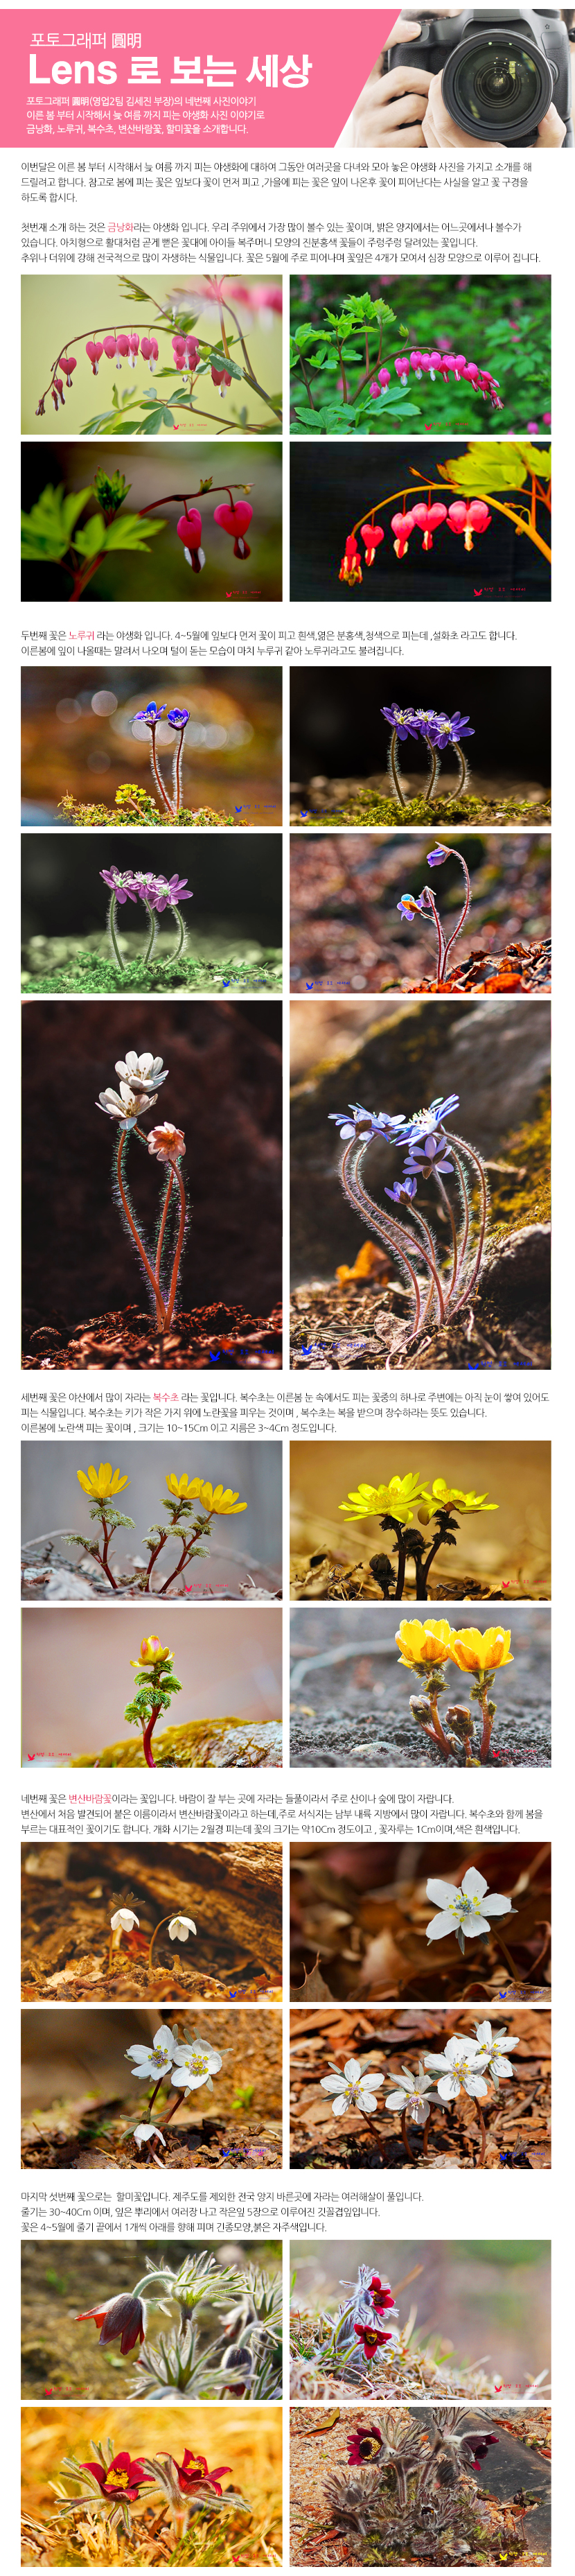 포토그래퍼 圓明
Lens 로 보는 세상
포토그래퍼 圓明(영업2팀 김세진 부장)의 네번째 사진이야기
이른 봄 부터 시작해서 늦 여름 까지 피는 야생화 사진 이야기로
금낭화, 노루귀, 복수초, 변산바람꽃, 할미꽃을 소개합니다.
이번달은 이른 봄 부터 시작해서 늦 여름 까지 피는 야생화에 대하여 그동안 여러곳을 다녀와 모아 놓은 야생화 사진을 가지고 소개를 해
드릴려고 합니다. 참고로 봄에 피는 꽃은 잎보다 꽃이 먼저 피고 ,가을에 피는 꽃은 잎이 나온후 꽃이 피어난다는 사실을 알고 꽃 구경을
하도록 합시다.
첫번째 소개 하는 것은 금낭화라는 야생화 입니다. 우리 주위에서 가장 많이 볼수 있는 꽃이며, 밝은 양지에서는 어느곳에서나 볼수가
있습니다. 아치형으로 활대처럼 곧게 뻗은 꽃대에 아이들 복주머니 모양의 진분홍색 꽃들이 주렁주렁 달려있는 꽃입니다.
추위나 더위에 강해 전국적으로 많이 자생하는 식물입니다. 꽃은 5월에 주로 피어나며 꽃잎은 4개가 모여서 심장 모양으로 이루어 집니다.
두번째 꽃은 노루귀 라는 야생화 입니다. 4~5월에 잎보다 먼저 꽃이 피고 흰색,엷은 분홍색,청색으로 피는데 ,설화초 라고도 합니다.
이른봄에 잎이 나올때는 말려서 나오며 털이 돋는 모습이 마치 누루귀 같아 노루귀라고도 불려집니다.
세번째 꽃은 야산에서 많이 자라는 복수초 라는 꽃입니다. 복수초는 이른봄 눈 속에서도 피는 꽃중의 하나로 주변에는 아직 눈이 쌓여 있어도
피는 식물입니다. 복수초는 키가 작은 가지 위에 노란꽃을 피우는 것이며 , 복수초는 복을 받으며 장수하라는 뜻도 있습니다.
이른봄에 노란색 피는 꽃이며 , 크기는 10~15Cm 이고 지름은 3~4Cm 정도입니다.
네번째 꽃은 변산바람꽃이라는 꽃입니다. 바람이 잘 부는 곳에 자라는 들풀이라서 주로 산이나 숲에 많이 자랍니다.
변산에서 처음 발견되어 붙은 이름이라서 변산바람꽃이라고 하는데,주로 서식지는 남부 내륙 지방에서 많이 자랍니다. 복수초와 함께 봄을
부르는 대표적인 꽃이기도 합니다. 개화 시기는 2월경 피는데 꽃의 크기는 약10Cm 정도이고 , 꽃자루는 1Cm이며,색은 흰색입니다.
마지막 섯번째 꽃으로는 할미꽃입니다. 제주도를 제외한 전국 양지 바른곳에 자라는 여러해살이 풀입니다.
줄기는 30~40Cm 이며, 잎은 뿌리에서 여러장 나고 작은잎 5장으로 이루어진 깃꼴겹잎입니다.
꽃은 4~5월에 줄기 끝에서 1개씩 아래를 향해 피며 긴종모양,붉은 자주색입니다.